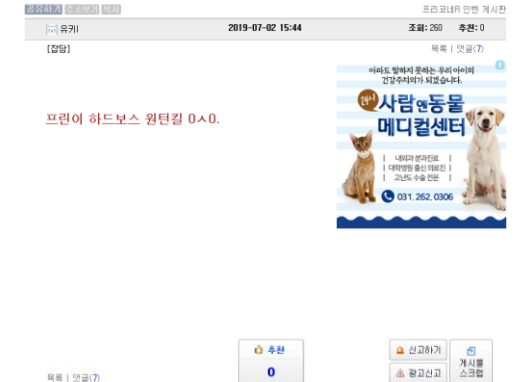 공유하기 주소보기 복사
프리코네R 인벤 게시판
유키l
2019-07-02 15:44
조회: 260 추천: 0
[잡담]
목록 | 댓글(7)
프린이 하드보스 원턴킬 0ㅅ0.
아파도 말하지 못하는 우리 아이의
건강주치의가 되겠습니다.
사람앤동물
메디컬센터
| 내외과 분과진료 |
| 대학병원 출신 의료진 |
| 고난도 수술 전문 |
031.262.0306
추천
0
신고하기
광고신고
게시물
스크랩
목록 | 댓글(7)